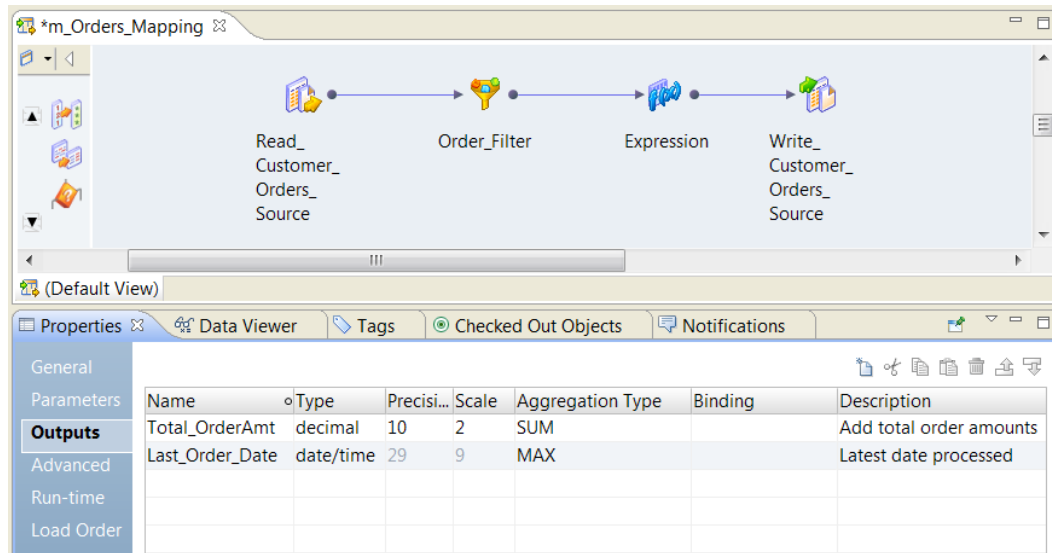 *m_Orders_Mapping
Read_ Order_Filter Expression Write_
Customer_ Customer_
Orders_ Orders_
Source Source
(Default View)
Properties Data Viewer Tags Checked Out Objects Notifications
General
Parameters Name Type Precisi... Scale Aggregation Type Binding Description
Outputs Total_OrderAmt decimal 10 2 SUM Add total order amounts
Advanced Last_Order_Date date/time 29 9 MAX Latest date processed
Run-time
Load Order